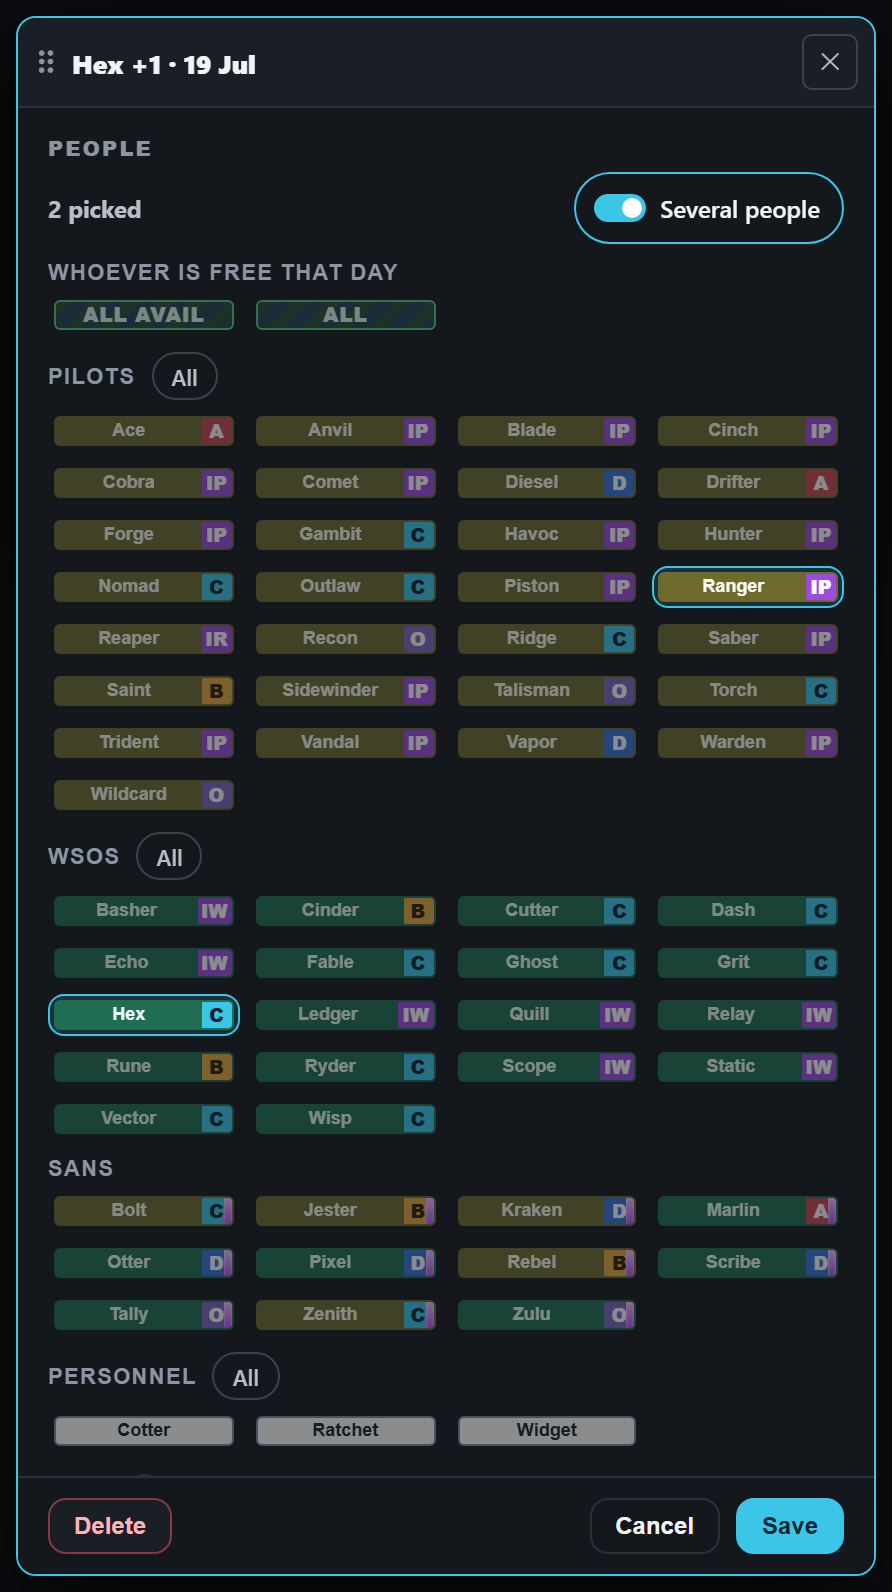 Hex +1 · 19 Jul
PEOPLE
2 picked
Several people
WHOEVER IS FREE THAT DAY
ALL AVAIL ALL
PILOTS All
Ace A Anvil IP Blade IP Cinch IP
Cobra IP Comet IP Diesel D Drifter A
Forge IP Gambit C Havoc IP Hunter IP
Nomad C Outlaw C Piston IP Ranger IP
Reaper IR Recon O Ridge C Saber IP
Saint B Sidewinder IP Talisman O Torch C
Trident IP Vandal IP Vapor D Warden IP
Wildcard O
WSOS All
Basher IW Cinder B Cutter C Dash C
Echo IW Fable C Ghost C Grit C
Hex C Ledger IW Quill IW Relay IW
Rune B Ryder C Scope IW Static IW
Vector C Wisp C
SANS
Bolt C Jester B Kraken D Marlin A
Otter D Pixel D Rebel B Scribe D
Tally O Zenith C Zulu O
PERSONNEL All
Cotter Ratchet Widget
Delete Cancel Save